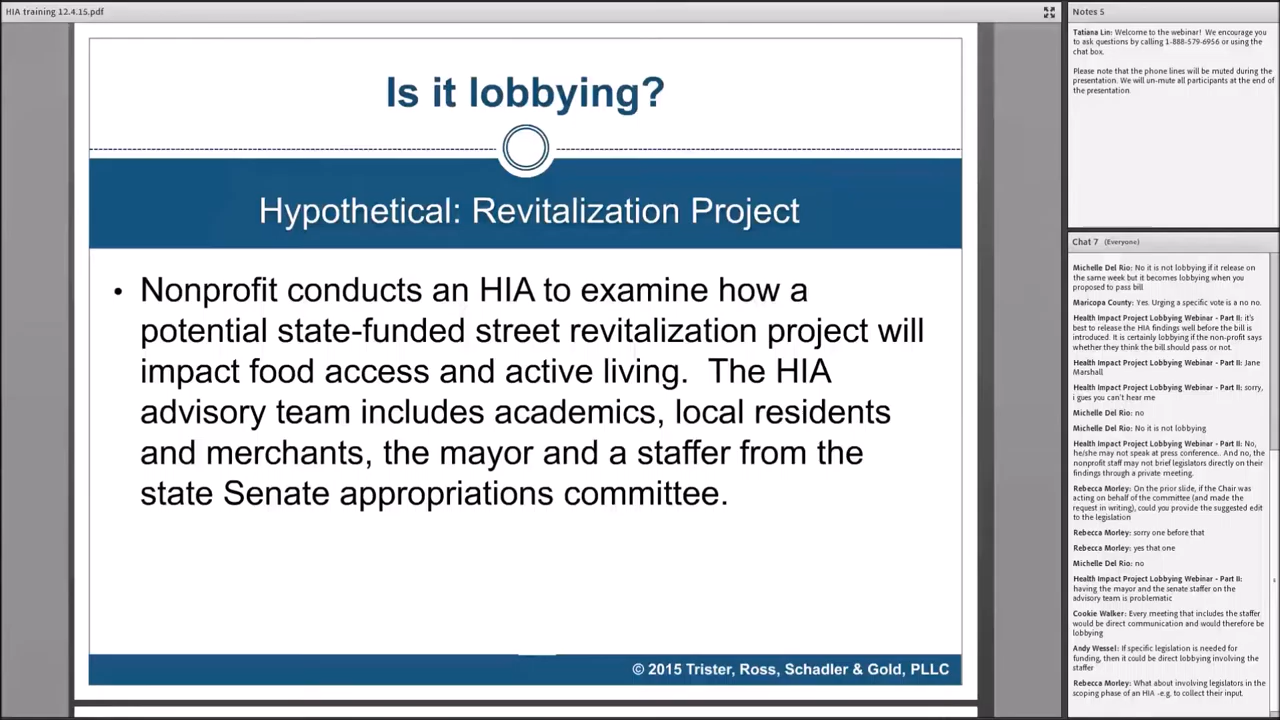 HIA training 12.4.15.pdf
Is it lobbying?
Hypothetical: Revitalization Project
• Nonprofit conducts an HIA to examine how a
potential state-funded street revitalization project will
impact food access and active living.  The HIA
advisory team includes academics, local residents
and merchants, the mayor and a staffer from the
state Senate appropriations committee.
© 2015 Trister, Ross, Schadler & Gold, PLLC
Notes 5
Tatiana Lin: Welcome to the webinar!  We encourage you
to ask questions by calling 1-888-579-6956 or using the
chat box.
Please note that the phone lines will be muted during the
presentation. We will un-mute all participants at the end of
the presentation
Chat 7 (Everyone)
Michelle Del Rio: No it is not lobbying if it release on
the same week but it becomes lobbying when you
proposed to pass bill
Maricopa County: Yes. Urging a specific vote is a no no.
Health Impact Project Lobbying Webinar - Part II: it's
best to release the HIA findings well before the bill is
introduced. It is certainly lobbying if the non-profit says
whether they think the bill should pass or not.
Health Impact Project Lobbying Webinar - Part II: Jane
Marshall
Health Impact Project Lobbying Webinar - Part II: sorry,
i gues you can't hear me
Michelle Del Rio: no
Michelle Del Rio: No it is not lobbying
Health Impact Project Lobbying Webinar - Part II: No,
he/she may not speak at press conference.. And no, the
nonprofit staff may not brief legislators directly on their
findings through a private meeting.
Rebecca Morley: On the prior slide, if the Chair was
acting on behalf of the committee (and made the
request in writing), could you provide the suggested edit
to the legislation
Rebecca Morley: sorry one before that
Rebecca Morley: yes that one
Michelle Del Rio: no
Health Impact Project Lobbying Webinar - Part II:
having the mayor and the senate staffer on the
advisory team is problematic
Cookie Walker: Every meeting that includes the staffer
would be direct communication and would therefore be
lobbying
Andy Wessel: If specific legislation is needed for
funding, then it could be direct lobbying involving the
staffer
Rebecca Morley: What about involving legislators in the
scoping phase of an HIA -e.g. to collect their input.